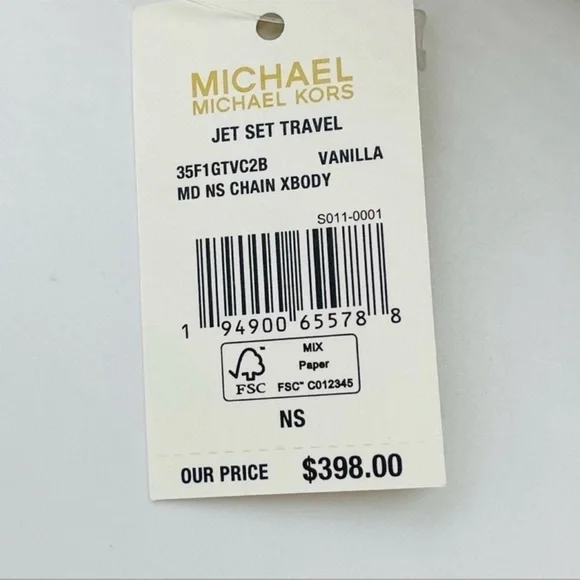 MICHAEL
MICHAEL KORS
JET SET TRAVEL
35F1GTVC2B VANILLA
MD NS CHAIN XBODY
S011-0001
1 94900 65578 8
FSC
MIX
Paper
FSC™ C012345
NS
OUR PRICE $398.00